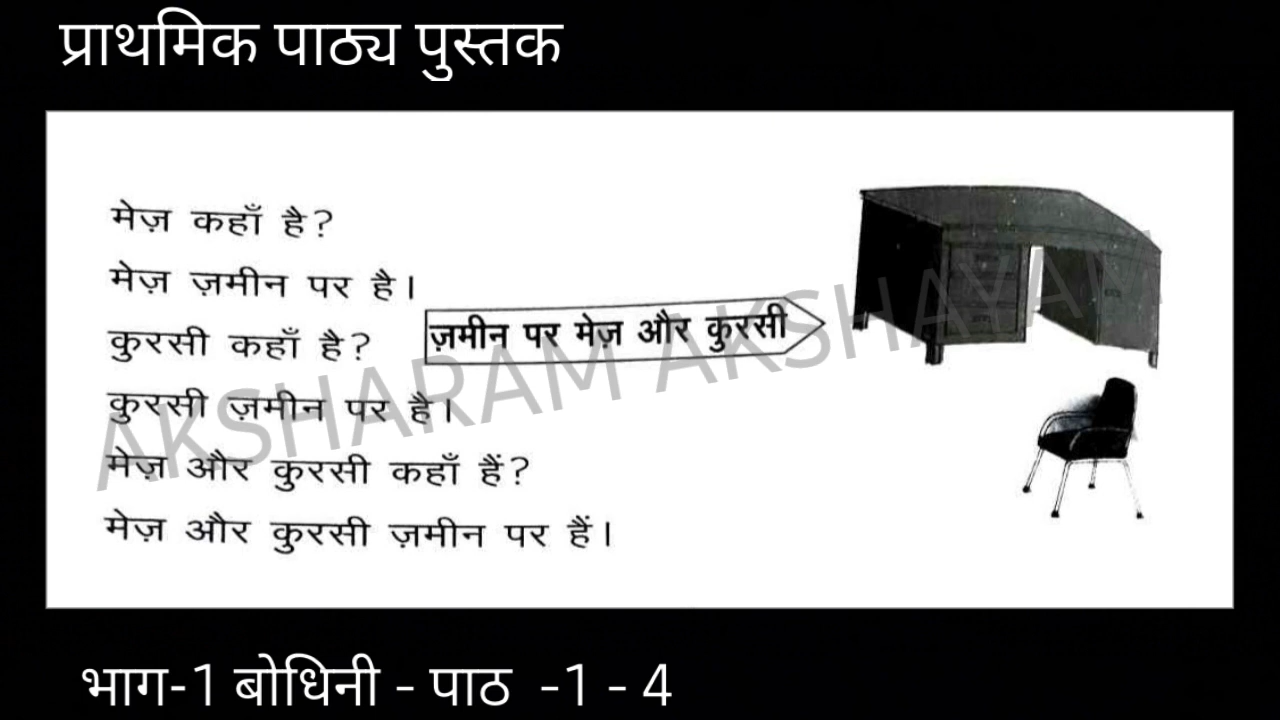 प्राथमिक पाठ्य पुस्तक
मेज़ कहाँ है?
मेज़ ज़मीन पर है।
कुरसी कहाँ है?
ज़मीन पर मेज़ और कुरसी
कुरसी ज़मीन पर है।
मेज़ और कुरसी कहाँ हैं?
मेज़ और कुरसी ज़मीन पर हैं।
AKSHARAM AKSHAYAM
भाग-1 बोधिनी - पाठ -1 - 4